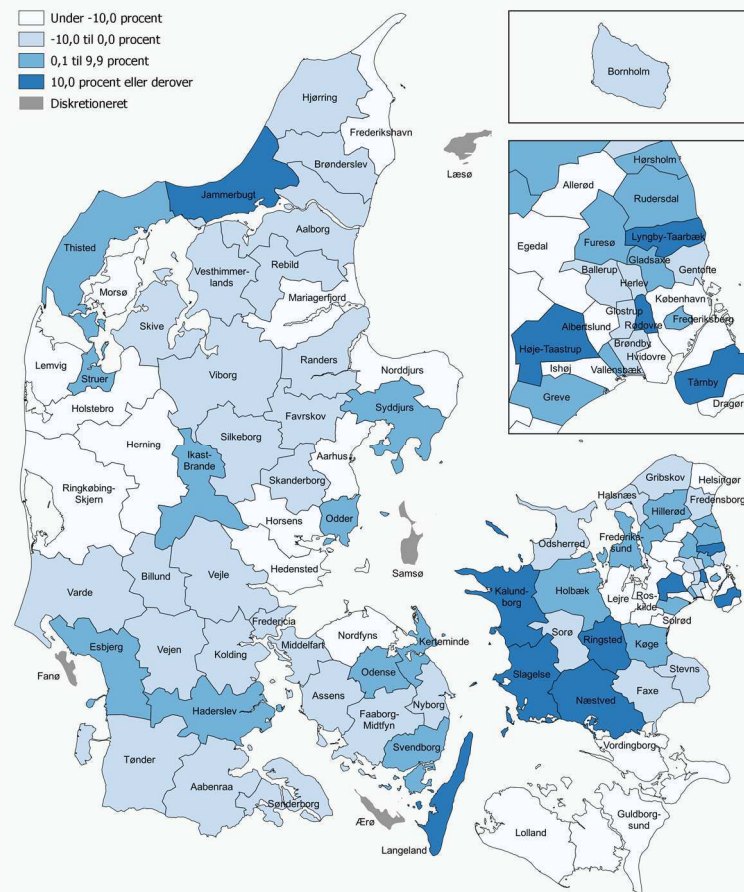 Under -10,0 procent
-10,0 til 0,0 procent
0,1 til 9,9 procent
10,0 procent eller derover
Diskretioneret
Bornholm
Hjørring
Frederikshavn
Brønderslev
Læsø
Jammerbugt
Aalborg
Thisted
Vesthimmer-
lands
Rebild
Morsø
Mariagerfjord
Skive
Lemvig
Struer
Viborg
Randers
Norddjurs
Holstebro
Syddjurs
Favrskov
Herning
Ikast-
Brande
Silkeborg
Aarhus
Skanderborg
Ringkøbing-
Skjern
Horsens
Odder
Hedensted
Samsø
Billund
Vejle
Varde
Fredericia
Esbjerg
Vejen
Kolding
Middelfart
Nordfyns
Kerteminde
Fanø
Odense
Haderslev
Assens
Nyborg
Faaborg-
Midtfyn
Svendborg
Tønder
Aabenraa
Sønderborg
Ærø
Langeland
Hørsholm
Allerød
Rudersdal
Egedal
Furesø
Lyngby-Taarbæk
Gladsaxe
Ballerup
Gentofte
Herlev
København
Glostrup
Frederiksberg
Albertslund
Rødovre
Høje-Taastrup
Brøndby
Hvidovre
Ishøj
Vallensbæk
Tårnby
Greve
Dragør
Gribskov
Helsingør
Halsnæs
Fredensborg
Hillerød
Odsherred
Frederiks-
sund
Kalund-
borg
Holbæk
Lejre
Ros-
kilde
Solrød
Sorø
Ringsted
Køge
Slagelse
Stevns
Næstved
Faxe
Vordingborg
Guldborg-
sund
Lolland